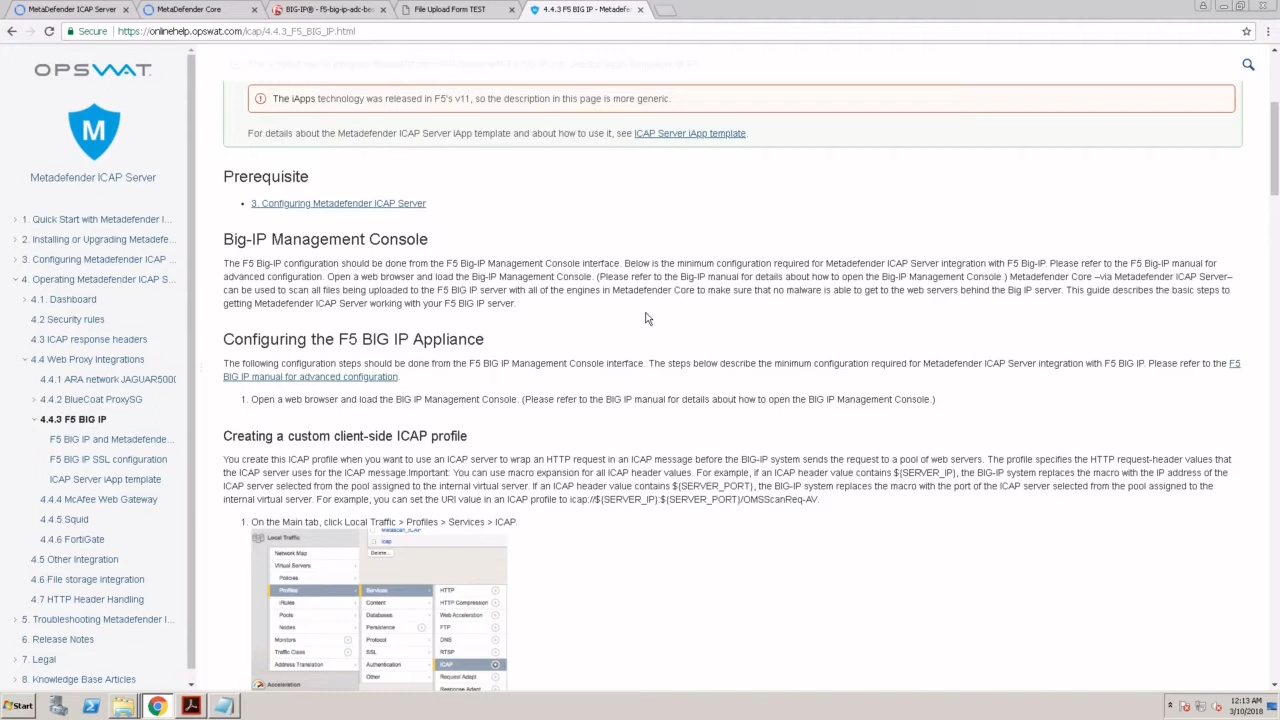 MetaDefender ICAP Server
MetaDefender Core
BIG-IP® - f5-big-ip-adc-bes
File Upload Form TEST
4.4.3 F5 BIG IP - Metadefen
Secure
https://onlinehelp.opswat.com/icap/4.4.3_F5_BIG_IP.html
OPSWAT.
M
Metadefender ICAP Server
1. Quick Start with Metadefender I...
2. Installing or Upgrading Metadefe...
3. Configuring Metadefender ICAP ...
4. Operating Metadefender ICAP S...
4.1. Dashboard
4.2 Security rules
4.3 ICAP response headers
4.4 Web Proxy Integrations
4.4.1 ARA network JAGUAR5000
4.4.2 BlueCoat ProxySG
4.4.3 F5 BIG IP
F5 BIG IP and Metadefende...
F5 BIG IP SSL configuration
ICAP Server iApp template
4.4.4 McAfee Web Gateway
4.4.5 Squid
4.4.6 FortiGate
4.5 Other Integration
4.6 File storage integration
4.7 HTTP Header Handling
5. Troubleshooting Metadefender I...
6. Release Notes
7. Legal
8. Knowledge Base Articles
The iApps technology was released in F5's v11, so the description in this page is more generic.
For details about the Metadefender ICAP Server iApp template and about how to use it, see ICAP Server iApp template.
Prerequisite
• 3. Configuring Metadefender ICAP Server
Big-IP Management Console
The F5 Big-IP configuration should be done from the F5 Big-IP Management Console interface. Below is the minimum configuration required for Metadefender ICAP Server integration with F5 Big-IP. Please refer to the Big-IP manual for
advanced configuration. Open a web browser and load the Big-IP Management Console. (Please refer to the Big-IP manual for details about how to open the Big-IP Management Console.) Metadefender Core –via Metadefender ICAP Server–
can be used to scan all files being uploaded to the F5 BIG IP server with all of the engines in Metadefender Core to make sure that no malware is able to get to the web servers behind the Big IP server. This guide describes the basic steps to
getting Metadefender ICAP Server working with your F5 BIG IP server.
Configuring the F5 BIG IP Appliance
The following configuration steps should be done from the F5 BIG IP Management Console interface. The steps below describe the minimum configuration required for Metadefender ICAP Server integration with F5 BIG IP. Please refer to the F5
BIG IP manual for advanced configuration.
1. Open a web browser and load the BIG IP Management Console. (Please refer to the BIG IP manual for details about how to open the BIG IP Management Console.)
Creating a custom client-side ICAP profile
You create this ICAP profile when you want to use an ICAP server to wrap an HTTP request in an ICAP message before the BIG-IP system sends the request to a pool of web servers. The profile specifies the HTTP request-header values that
the ICAP server uses for the ICAP message.Important: You can use macro expansion for all ICAP header values. For example, if an ICAP header value contains ${SERVER_IP}, the BIG-IP system replaces the macro with the IP address of the
ICAP server selected from the pool assigned to the internal virtual server. If an ICAP header value contains ${SERVER_PORT}, the BIG-IP system replaces the macro with the port of the ICAP server selected from the pool assigned to the
internal virtual server. For example, you can set the URI value in an ICAP profile to icap://${SERVER_IP}:${SERVER_PORT}/OMSScanReq-AV.
1. On the Main tab, click Local Traffic > Profiles > Services > ICAP.
Local Traffic
Network Map
Virtual Servers
Policies
Profiles
iRules
Pools
Nodes
Monitors
Traffic Class
Address Translation
Acceleration
Metascan_ICAP
icap
Delete...
Services
Content
Databases
Persistence
Protocol
SSL
Authentication
Other
HTTP
HTTP Compression
Web Acceleration
FTP
DNS
RTSP
ICAP
Request Adapt
Response Adapt
Start
12:13 AM
3/10/2018